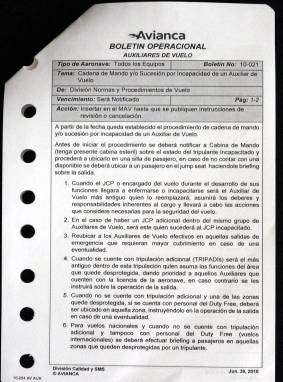 Avianca
BOLETIN OPERACIONAL
AUXILIARES DE VUELO
Tipo de Aeronave: Todos los Equipos Boletín No: 10-021
Tema: Cadena de Mando y/o Sucesión por Incapacidad de un Auxiliar de
Vuelo
De: División Normas y Procedimientos de Vuelo
Vencimiento: Será Notificado Pág: 1-2
Acción: Insertar en el MAV hasta que se publiquen instrucciones de
revisión o cancelación.
A partir de la fecha queda establecido el procedimiento de cadena de mando
y/o sucesión por incapacidad de un Auxiliar de Vuelo.
Antes de iniciar el procedimiento se deberá notificar a Cabina de Mando
(tenga presente cabina estéril) sobre el estado del tripulante incapacitado y
procederá a ubicarlo en una silla de pasajero, en caso de no contar con una
disponible se deberá ubicar a un pasajero en el jump seat haciéndole briefing
sobre la salida.
1. Cuando el JCP o encargado del vuelo durante el desarrollo de sus
funciones llegara a enfermarse o incapacitarse será el Auxiliar de
Vuelo más antiguo quien lo reemplazará, asumirá los deberes y
responsabilidades inherentes al cargo y llevará a cabo las acciones
que considere necesarias para la seguridad del vuelo.
2. En el caso de haber un JCP adicional dentro del mismo grupo de
Auxiliares de Vuelo, será este quien sucederá al JCP incapacitado.
3. Reubicar a los Auxiliares de Vuelo efectivos en aquellas salidas de
emergencia que requieran mayor cubrimiento en caso de una
eventualidad.
4. Cuando se cuente con tripulación adicional (TRIPADIs) será el más
antiguo dentro de esta tripulación quien asuma las funciones del área
que quede desprotegida, dando prioridad a aquellos Auxiliares que
cuenten con la licencia de la aeronave, en caso contrario se les
instruirá sobre la operación de la salida.
5. Cuando no se cuente con tripulación adicional y una de las zonas
quede desprotegida, si se cuenta con personal del Duty Free, deberá
ser ubicado en aquella zona, instruyéndolo en la operación de la salida
en caso de una eventualidad.
6. Para vuelos nacionales y cuando no se cuente con tripulación
adicional y tampoco con personal del Duty Free (vuelos
internacionales) se deberá efectuar briefing a pasajeros en aquellas
zonas que queden desprotegidas por un tripulante.
División Calidad y SMS
© AVIANCA Jun. 30, 2010